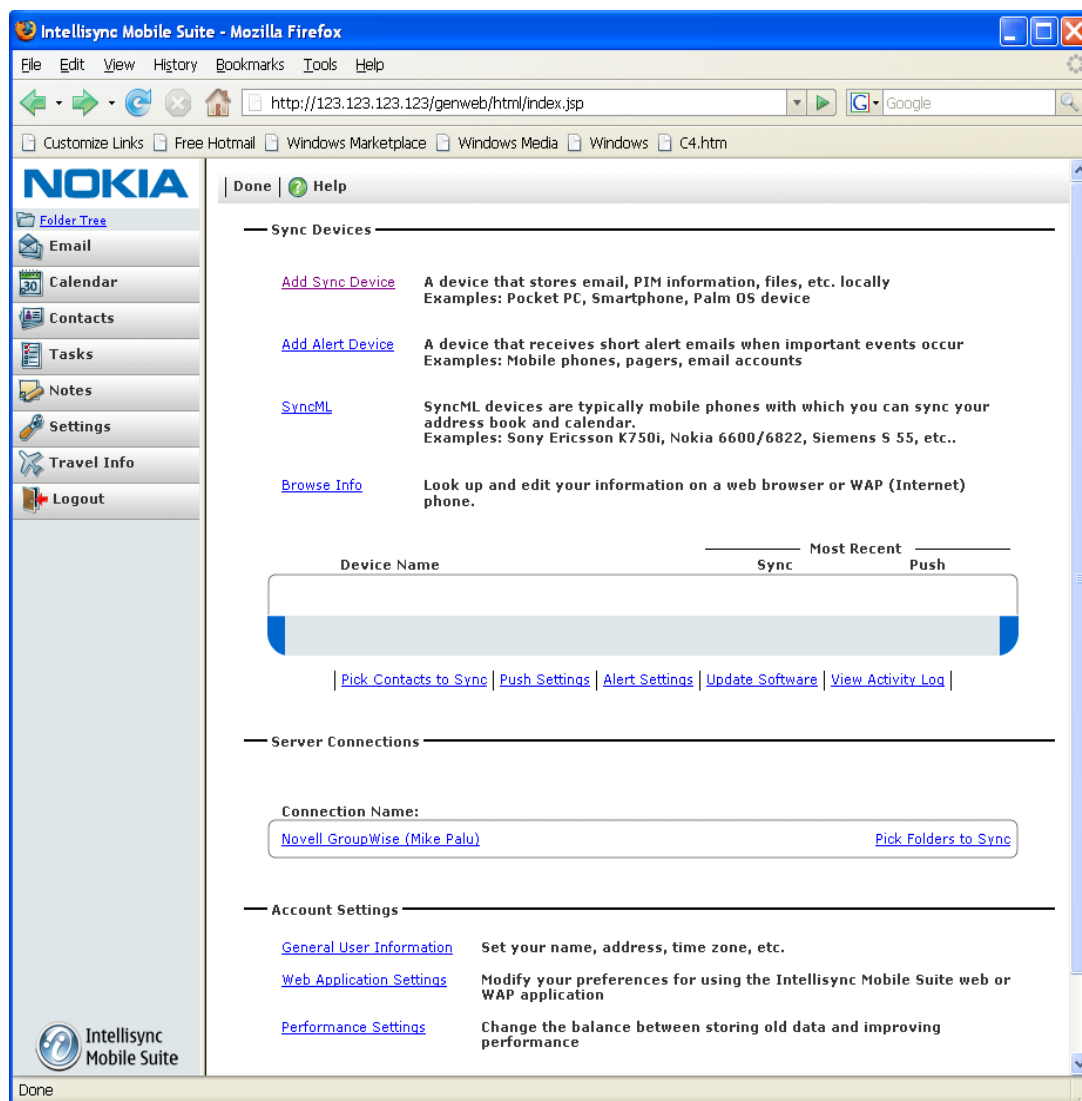 Intellisync Mobile Suite - Mozilla Firefox
File Edit View History Bookmarks Tools Help
http://123.123.123.123/genweb/html/index.jsp
G Google
Customize Links Free Hotmail Windows Marketplace Windows Media Windows C4.htm
NOKIA
Folder Tree
Email
30 Calendar
Contacts
Tasks
Notes
Settings
Travel Info
Logout
Done ? Help
Sync Devices
Add Sync Device A device that stores email, PIM information, files, etc. locally
Examples: Pocket PC, Smartphone, Palm OS device
Add Alert Device A device that receives short alert emails when important events occur
Examples: Mobile phones, pagers, email accounts
SyncML SyncML devices are typically mobile phones with which you can sync your
address book and calendar.
Examples: Sony Ericsson K750i, Nokia 6600/6822, Siemens S 55, etc..
Browse Info Look up and edit your information on a web browser or WAP (Internet)
phone.
Most Recent
Device Name Sync Push
Pick Contacts to Sync | Push Settings | Alert Settings | Update Software | View Activity Log
Server Connections
Connection Name:
Novell GroupWise (Mike Palu) Pick Folders to Sync
Account Settings
General User Information Set your name, address, time zone, etc.
Web Application Settings Modify your preferences for using the Intellisync Mobile Suite web or
WAP application
Performance Settings Change the balance between storing old data and improving
performance
Intellisync
Mobile Suite
Done